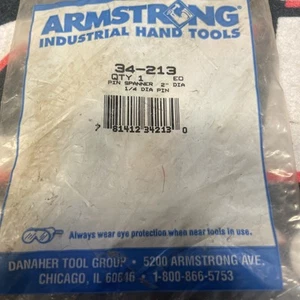 ARMSTRONG
INDUSTRIAL HAND TOOLS
34-213
QTY 1 EO
PIN SPANNER 2" DIA
1/4 DIA PIN
7 81412 34213 0
Always wear eye protection when near tools in use.
DANAHER TOOL GROUP • 5200 ARMSTRONG AVE.
CHICAGO, IL 60646 • 1-800-866-5753